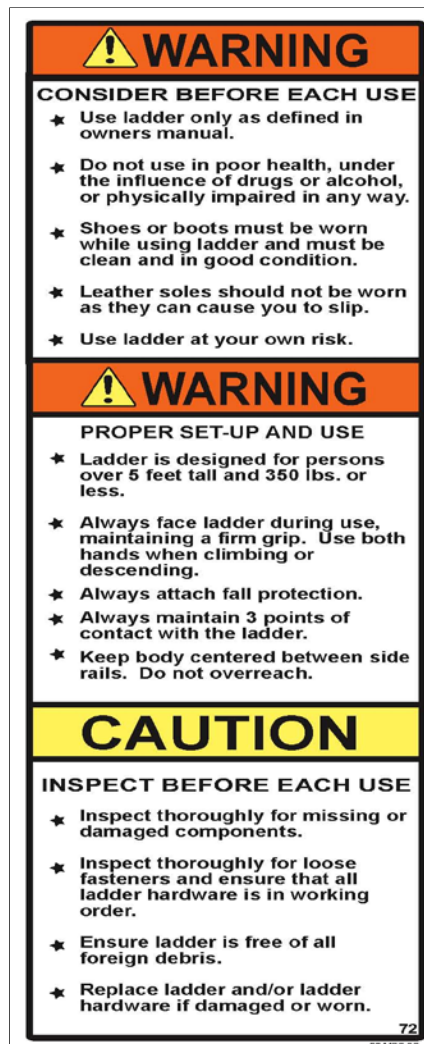 WARNING
CONSIDER BEFORE EACH USE
★ Use ladder only as defined in
owners manual.
★ Do not use in poor health, under
the influence of drugs or alcohol,
or physically impaired in any way.
★ Shoes or boots must be worn
while using ladder and must be
clean and in good condition.
★ Leather soles should not be worn
as they can cause you to slip.
★ Use ladder at your own risk.
WARNING
PROPER SET-UP AND USE
★ Ladder is designed for persons
over 5 feet tall and 350 lbs. or
less.
★ Always face ladder during use,
maintaining a firm grip. Use both
hands when climbing or
descending.
★ Always attach fall protection.
★ Always maintain 3 points of
contact with the ladder.
★ Keep body centered between side
rails. Do not overreach.
CAUTION
INSPECT BEFORE EACH USE
★ Inspect thoroughly for missing or
damaged components.
★ Inspect thoroughly for loose
fasteners and ensure that all
ladder hardware is in working
order.
★ Ensure ladder is free of all
foreign debris.
★ Replace ladder and/or ladder
hardware if damaged or worn.
72